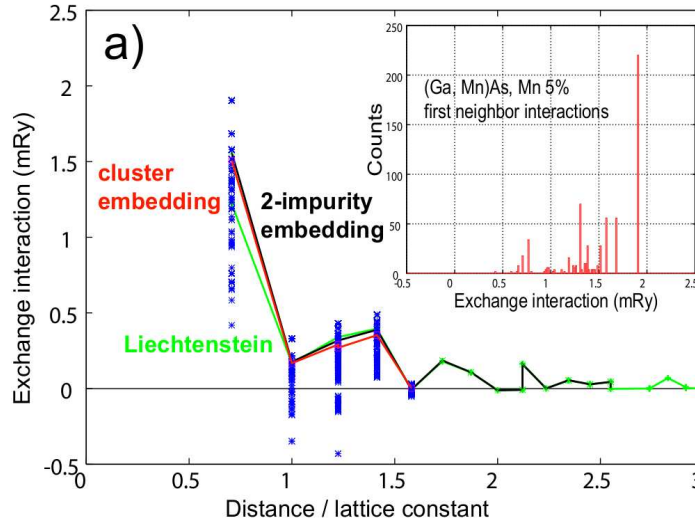 a)
2.5
2
1.5
1
0.5
0
-0.5
Exchange interaction (mRy)
0
0.5
1
1.5
2
2.5
3
Distance / lattice constant
cluster
embedding
2-impurity
embedding
Liechtenstein
250
200
150
100
50
0
Counts
(Ga, Mn)As, Mn 5%
first neighbor interactions
-0.5
0
0.5
1
1.5
2
2.5
Exchange interaction (mRy)